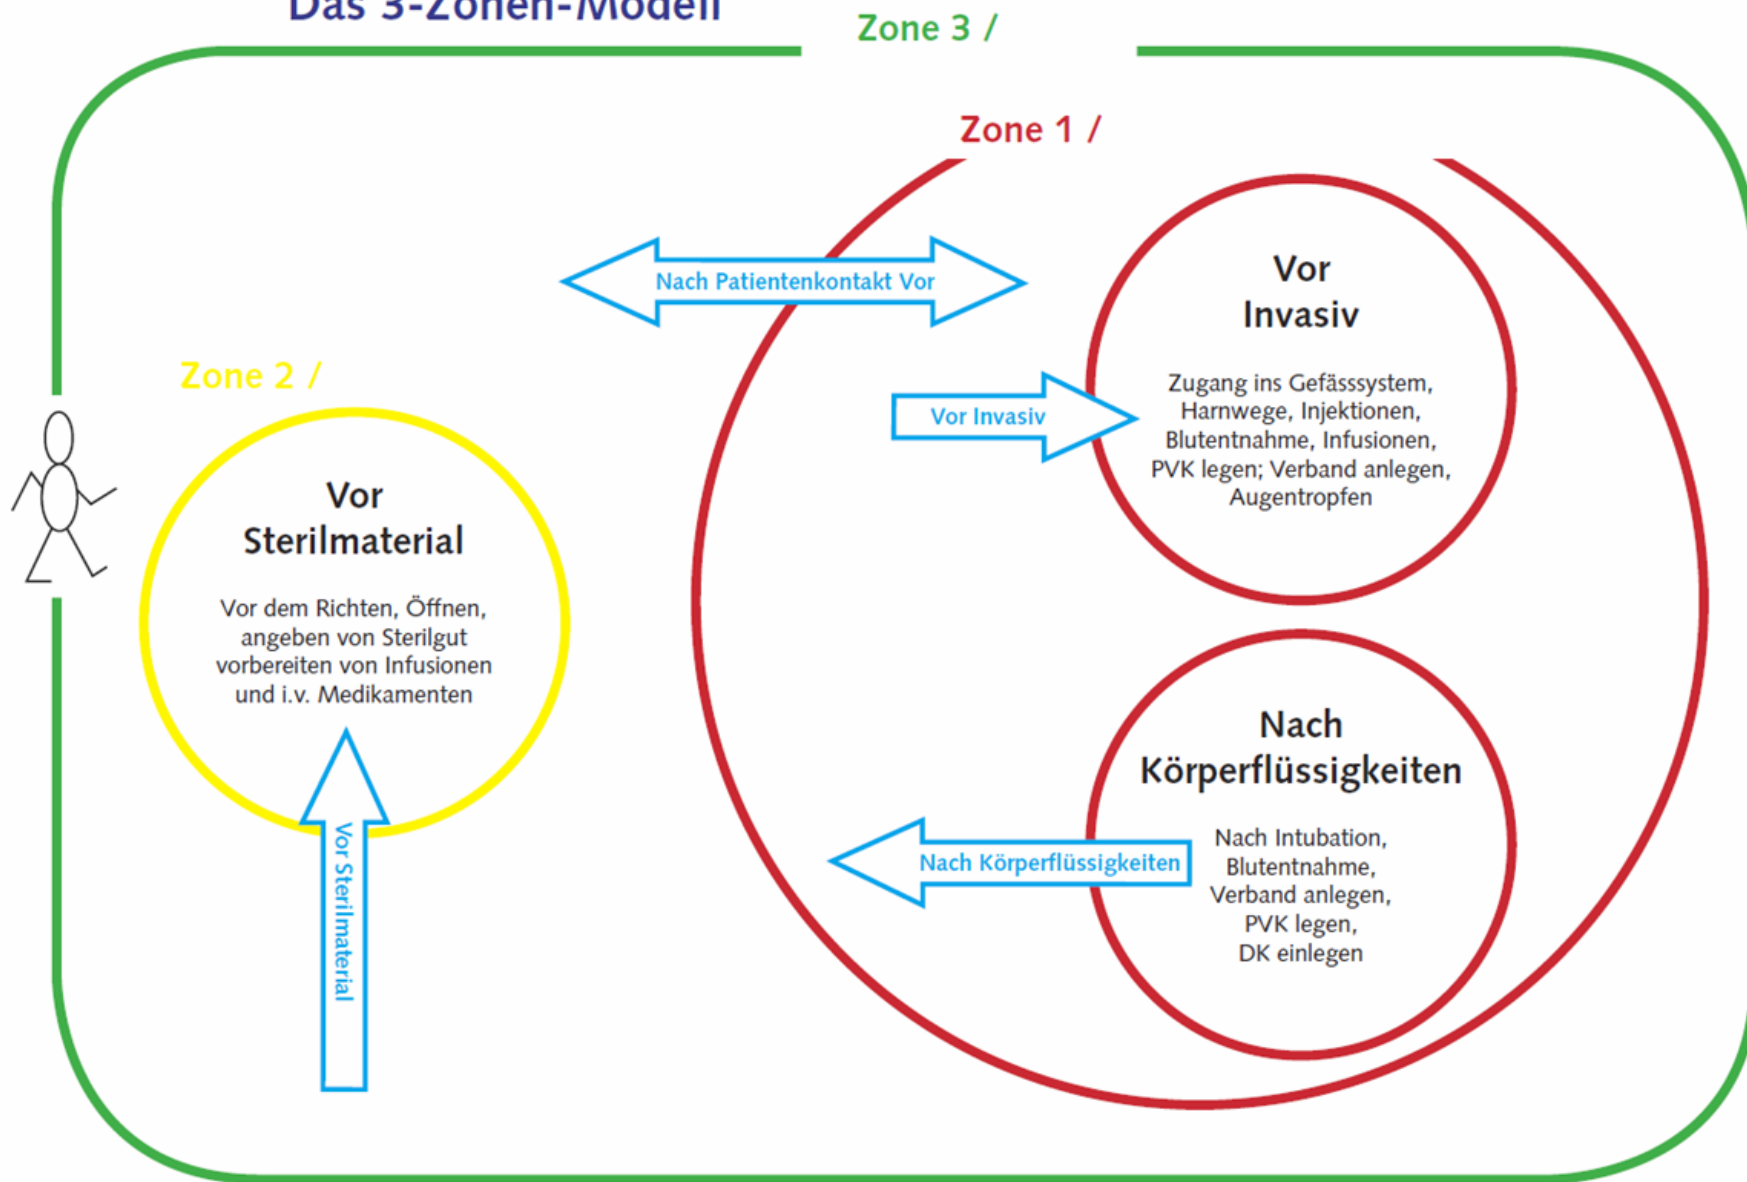 Das 3-Zonen-Modell
Zone 3 /
Zone 1 /
Nach Patientenkontakt Vor
Vor
Invasiv
Zugang ins Gefässsystem,
Harnwege, Injektionen,
Blutentnahme, Infusionen,
PVK legen; Verband anlegen,
Augentropfen
Vor Invasiv
Zone 2 /
Vor
Sterilmaterial
Vor dem Richten, Öffnen,
angeben von Sterilgut
vorbereiten von Infusionen
und i.v. Medikamenten
Vor Sterilmaterial
Nach
Körperflüssigkeiten
Nach Intubation,
Blutentnahme,
Verband anlegen,
PVK legen,
DK einlegen
Nach Körperflüssigkeiten